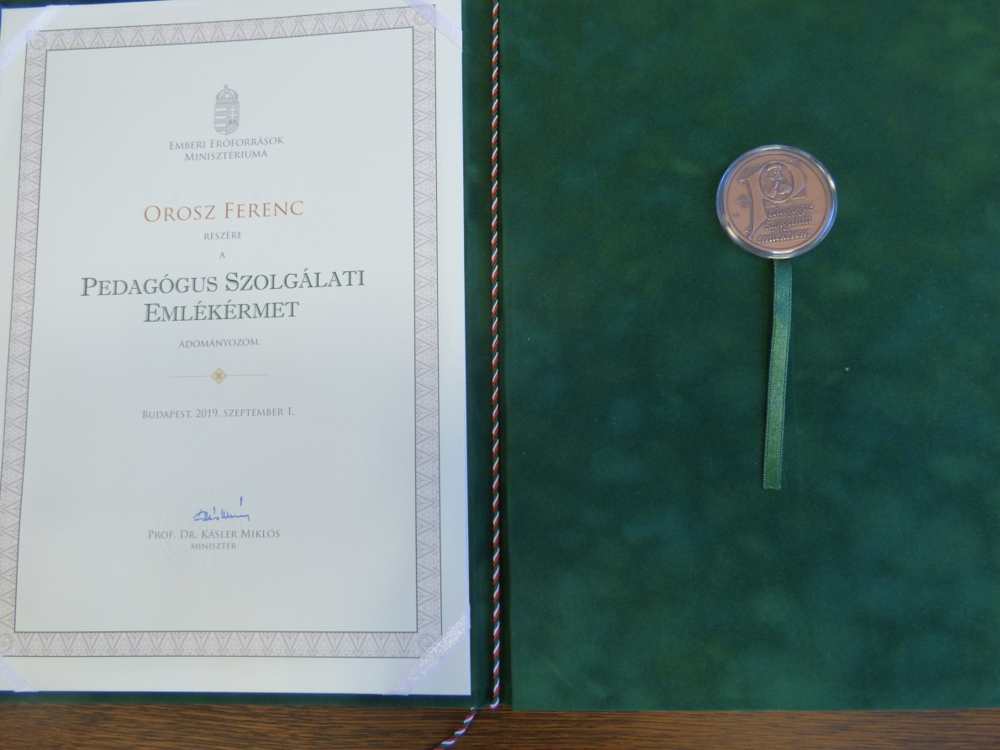 EMBERI ERŐFORRÁSOK
MINISZTÉRIUMA
OROSZ FERENC
RÉSZÉRE
A
PEDAGÓGUS SZOLGÁLATI
EMLÉKÉRMET
ADOMÁNYOZOM.
BUDAPEST, 2019. SZEPTEMBER 1.
PROF. DR. KÁSLER MIKLÓS
MINISZTER
Pedagógus
szolgálati
emlékérem